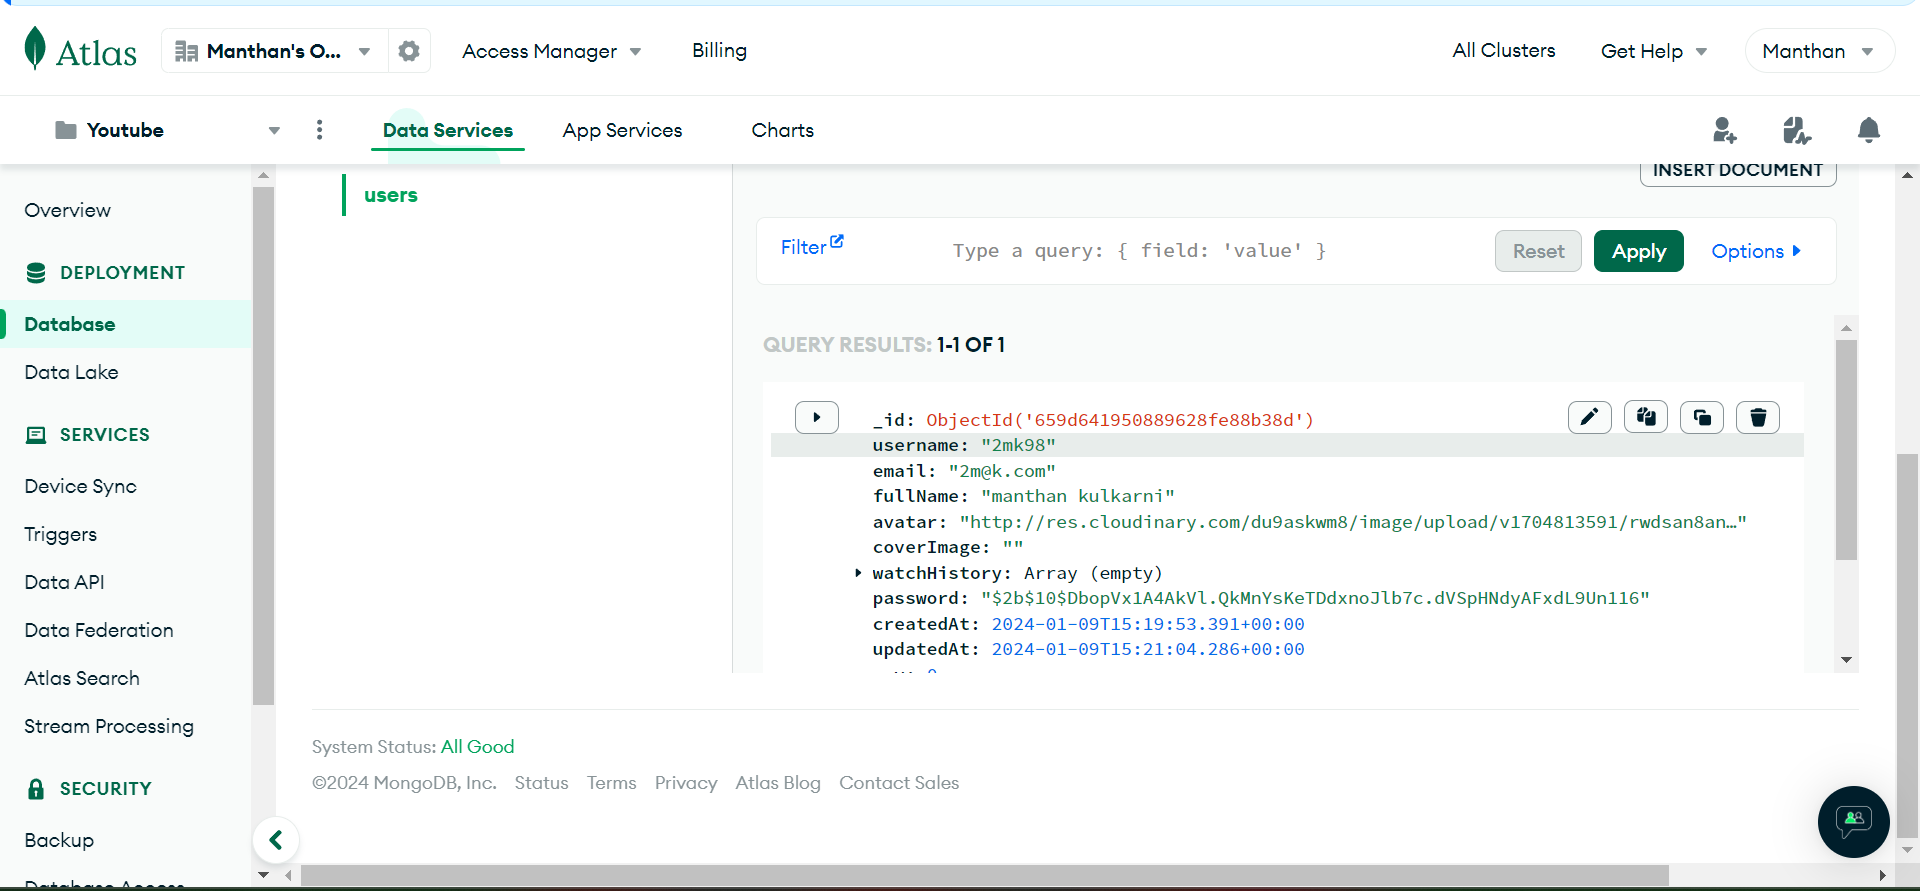 Atlas
Manthan's O...
Access Manager
Billing
All Clusters
Get Help
Manthan
Youtube
Data Services
App Services
Charts
INSERT DOCUMENT
users
Overview
Filter
Type a query: { field: 'value' }
Reset
Apply
Options
DEPLOYMENT
Database
Data Lake
SERVICES
Device Sync
Triggers
Data API
Data Federation
Atlas Search
Stream Processing
SECURITY
Backup
Database Access
QUERY RESULTS: 1-1 OF 1
_id: ObjectId('659d641950889628fe88b38d')
username: "2mk98"
email: "2m@k.com"
fullName: "manthan kulkarni"
avatar: "http://res.cloudinary.com/du9askwm8/image/upload/v1704813591/rwdsan8an…"
coverImage: ""
watchHistory: Array (empty)
password: "$2b$10$DbopVx1A4AkVl.QkMnYsKeTDdxnoJlb7c.dVSpHNdyAFxdL9Un116"
createdAt: 2024-01-09T15:19:53.391+00:00
updatedAt: 2024-01-09T15:21:04.286+00:00
System Status: All Good
©2024 MongoDB, Inc.
Status
Terms
Privacy
Atlas Blog
Contact Sales